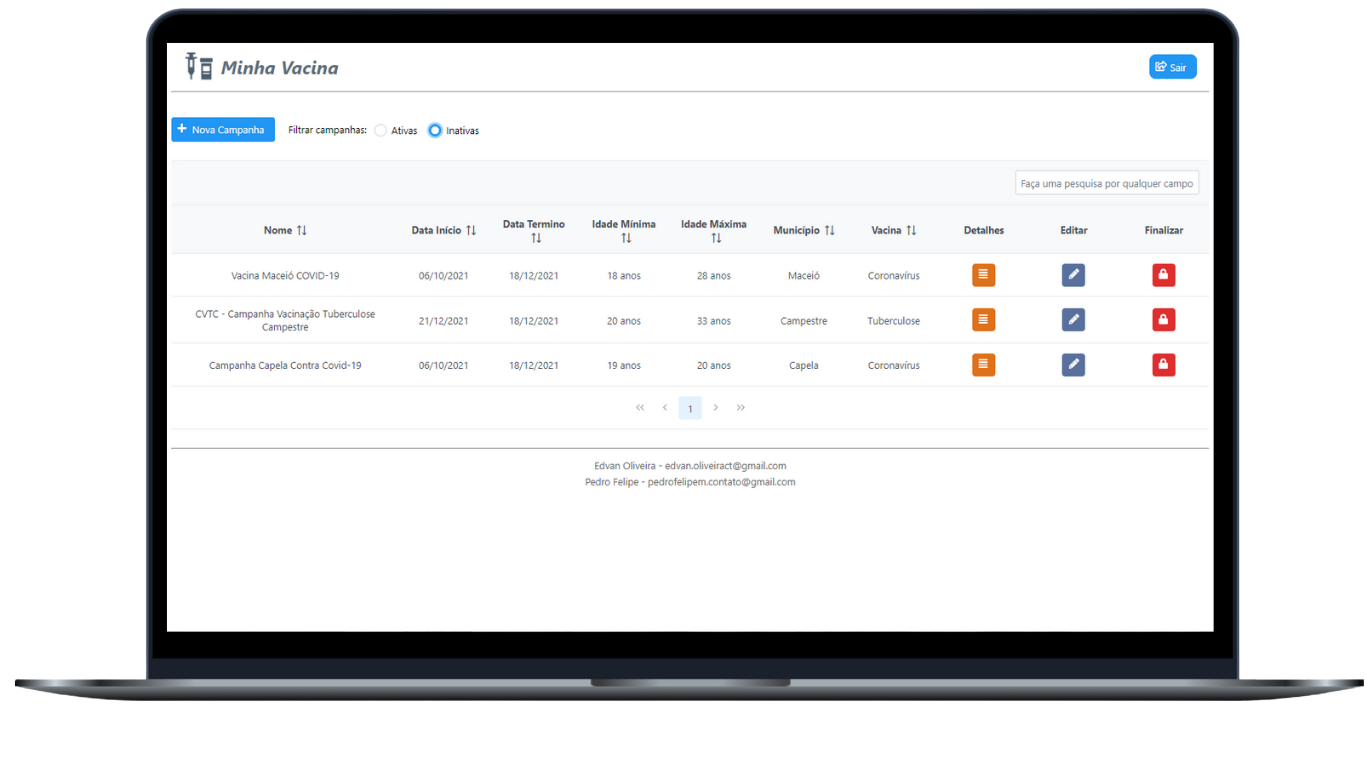 Minha Vacina
Sair
Nova Campanha Filtrar campanhas: Ativas Inativas
Faça uma pesquisa por qualquer campo
Nome Data Início Data Termino Idade Mínima Idade Máxima Município Vacina Detalhes Editar Finalizar
Vacina Maceió COVID-19 06/10/2021 18/12/2021 18 anos 28 anos Maceió Coronavírus
CVTC - Campanha Vacinação Tuberculose
Campestre 21/12/2021 18/12/2021 20 anos 33 anos Campestre Tuberculose
Campanha Capela Contra Covid-19 06/10/2021 18/12/2021 19 anos 20 anos Capela Coronavírus
1
Edvan Oliveira - edvan.oliveiract@gmail.com
Pedro Felipe - pedrofelipem.contato@gmail.com